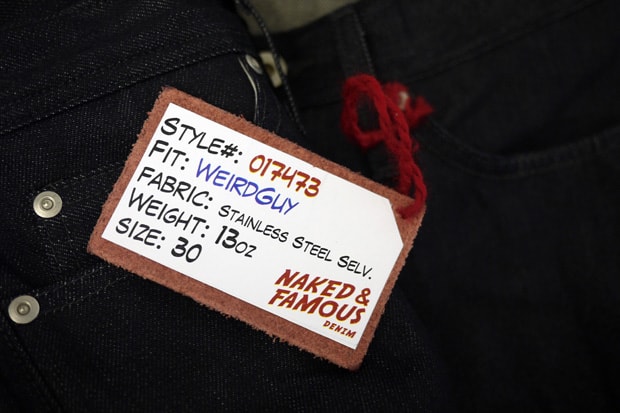 STYLE#: 017473
FIT: WEIRDGUY
FABRIC: STAINLESS STEEL SELV.
WEIGHT: 13OZ
SIZE: 30
NAKED &
FAMOUS
DENIM